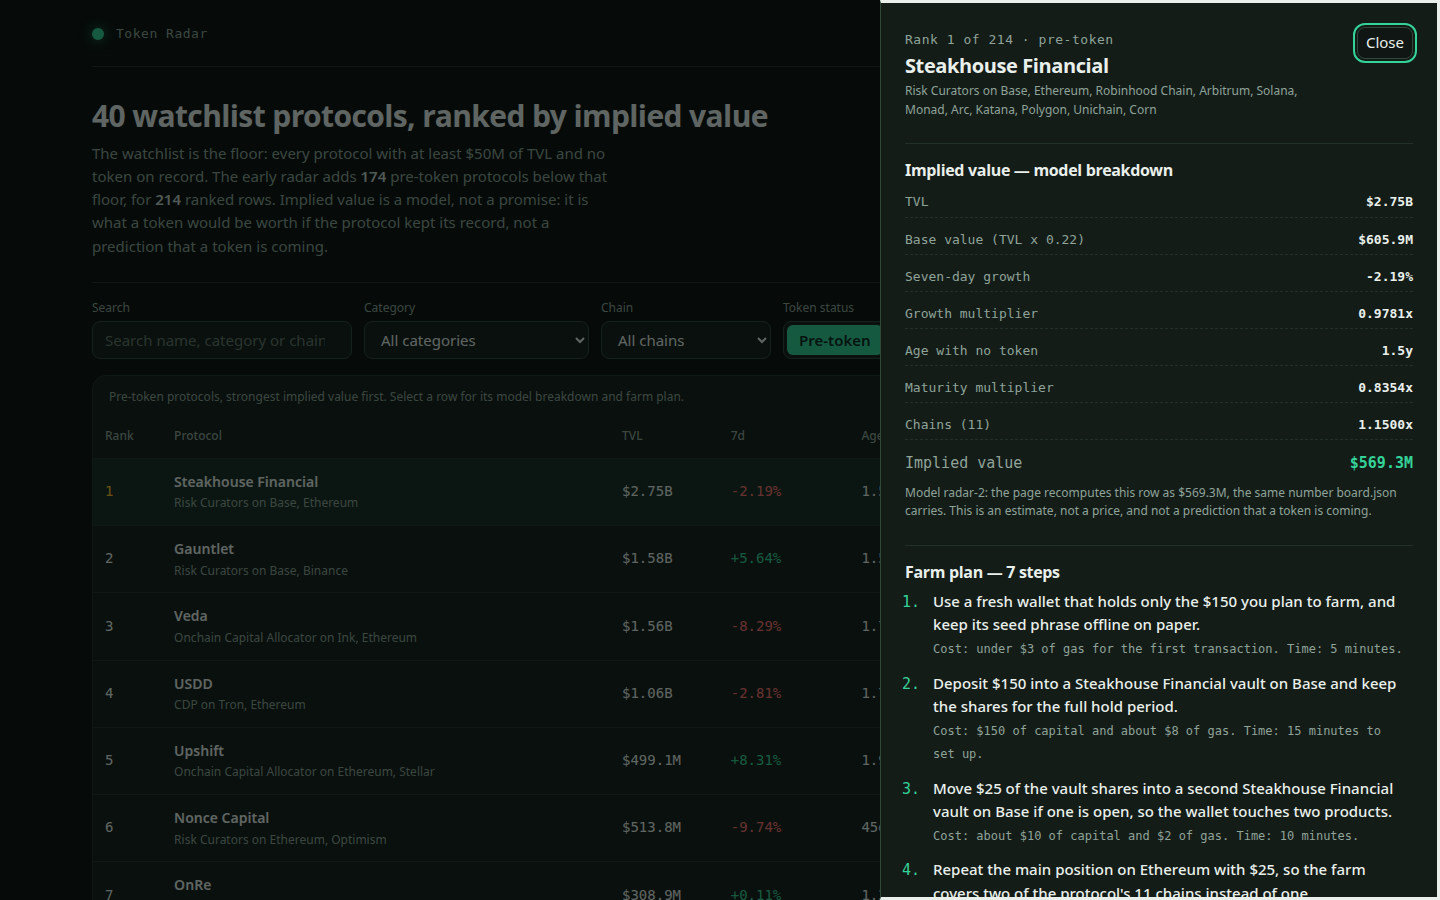 Token Radar
40 watchlist protocols, ranked by implied value
The watchlist is the floor: every protocol with at least $50M of TVL and no
token on record. The early radar adds 174 pre-token protocols below that
floor, for 214 ranked rows. Implied value is a model, not a promise: it is
what a token would be worth if the protocol kept its record, not a
prediction that a token is coming.
Search
Category
Chain
Token status
Search name, category or chain
All categories
All chains
Pre-token
Pre-token protocols, strongest implied value first. Select a row for its model breakdown and farm plan.
Rank Protocol TVL 7d Age
1 Steakhouse Financial $2.75B -2.19%
Risk Curators on Base, Ethereum
2 Gauntlet $1.58B +5.64%
Risk Curators on Base, Binance
3 Veda $1.56B -8.29%
Onchain Capital Allocator on Ink, Ethereum
4 USDD $1.06B -2.81%
CDP on Tron, Ethereum
5 Upshift $499.1M +8.31%
Onchain Capital Allocator on Ethereum, Stellar
6 Nonce Capital $513.8M -9.74%
Risk Curators on Ethereum, Optimism
7 OnRe $308.9M +0.11%
Rank 1 of 214 · pre-token
Close
Steakhouse Financial
Risk Curators on Base, Ethereum, Robinhood Chain, Arbitrum, Solana,
Monad, Arc, Katana, Polygon, Unichain, Corn
Implied value — model breakdown
TVL $2.75B
Base value (TVL x 0.22) $605.9M
Seven-day growth -2.19%
Growth multiplier 0.9781x
Age with no token 1.5y
Maturity multiplier 0.8354x
Chains (11) 1.1500x
Implied value $569.3M
Model radar-2: the page recomputes this row as $569.3M, the same number board.json
carries. This is an estimate, not a price, and not a prediction that a token is coming.
Farm plan — 7 steps
1. Use a fresh wallet that holds only the $150 you plan to farm, and
keep its seed phrase offline on paper.
Cost: under $3 of gas for the first transaction. Time: 5 minutes.
2. Deposit $150 into a Steakhouse Financial vault on Base and keep
the shares for the full hold period.
Cost: $150 of capital and about $8 of gas. Time: 15 minutes to
set up.
3. Move $25 of the vault shares into a second Steakhouse Financial
vault on Base if one is open, so the wallet touches two products.
Cost: about $10 of capital and $2 of gas. Time: 10 minutes.
4. Repeat the main position on Ethereum with $25, so the farm
covers two of the protocol's 11 chains instead of one.